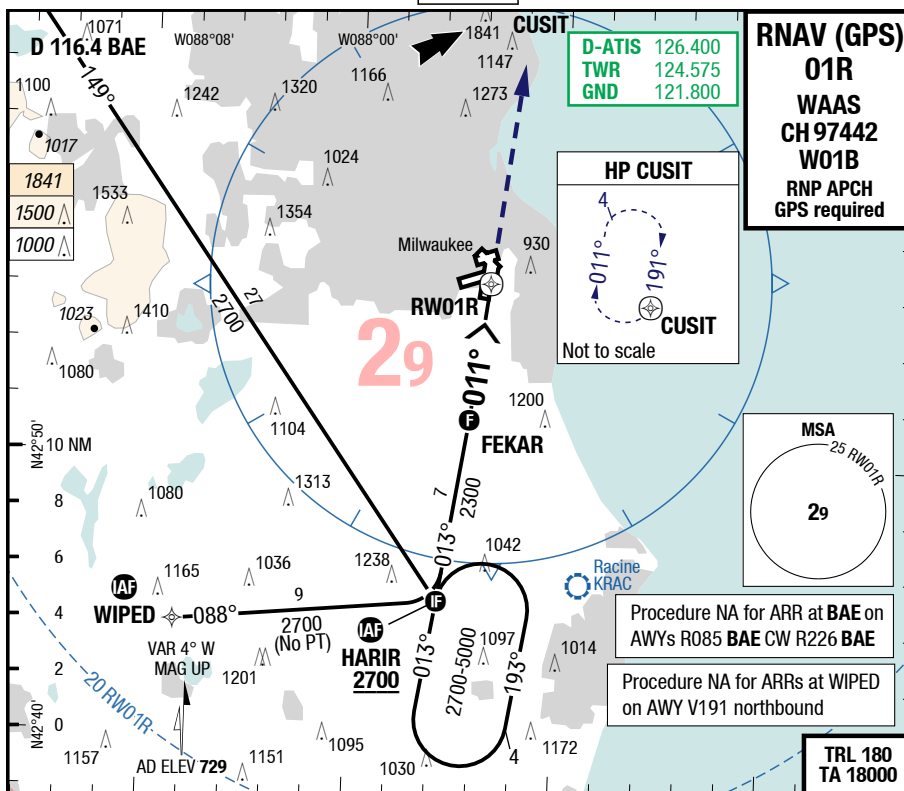 1071
D 116.4 BAE
W088°08'
W088°00'
1841
CUSIT
1147
D-ATIS 126.400
TWR 124.575
GND 121.800
RNAV (GPS)
01R
WAAS
CH 97442
W01B
RNP APCH
GPS required
1100
149°
1242
1320
1166
1273
1017
1024
1841
1500
1000
1533
1354
HP CUSIT
4
011°
191°
CUSIT
Not to scale
Milwaukee
930
RW01R
27
2700
1023
1410
1080
29
011°
1200
FEKAR
F
1104
N42°50'
10 NM
MSA
25 RW01R
29
1313
7
2300
8
1080
013°
6
1042
1165
1036
1238
Racine
KRAC
IAF
9
4
WIPED
088°
IF
2700
(No PT)
IAF
HARIR
2700
Procedure NA for ARR at BAE on
AWYs R085 BAE CW R226 BAE
VAR 4° W
MAG UP
013°
2700-5000
1097
193°
1014
2
1201
Procedure NA for ARRs at WIPED
on AWY V191 northbound
20 RW01R
N42°40'
0
1157
AD ELEV 729
1151
1095
1030
4
1172
TRL 180
TA 18000